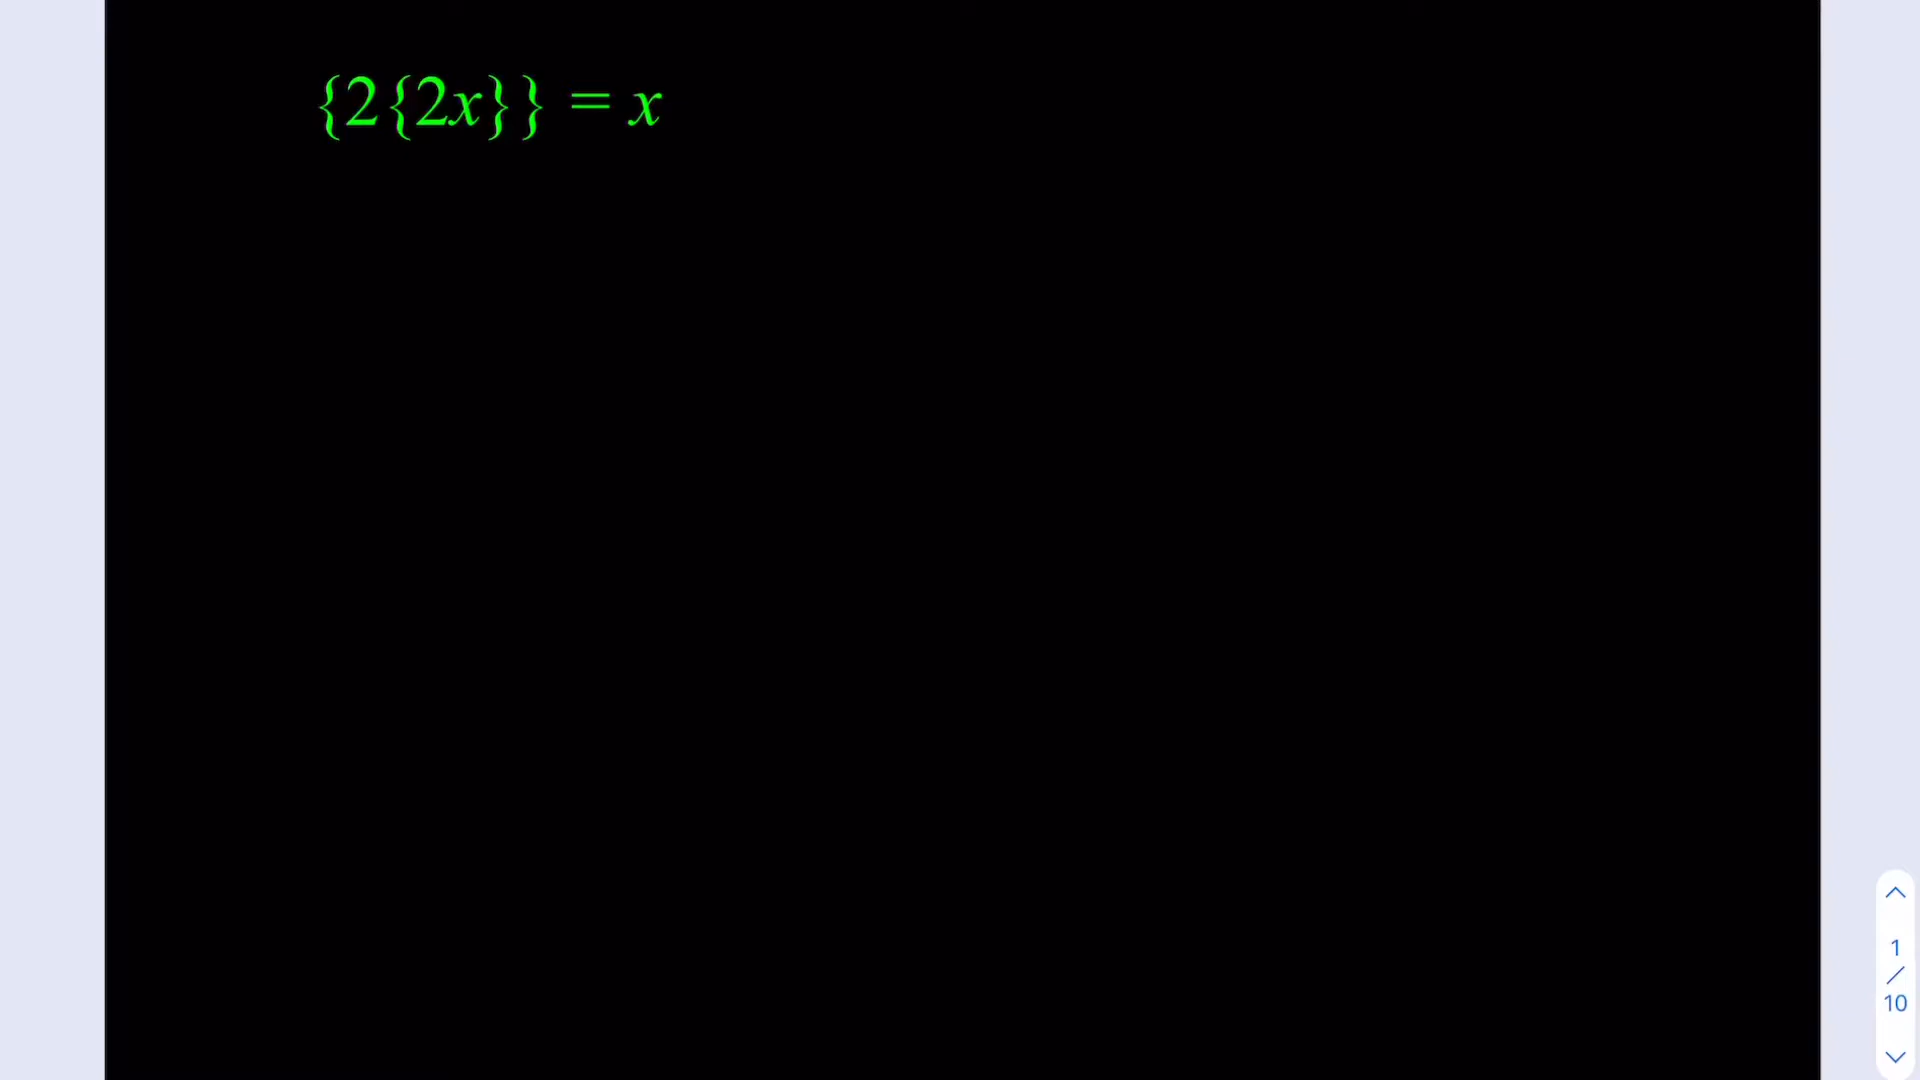 {2{2x}} = x
1
/
10